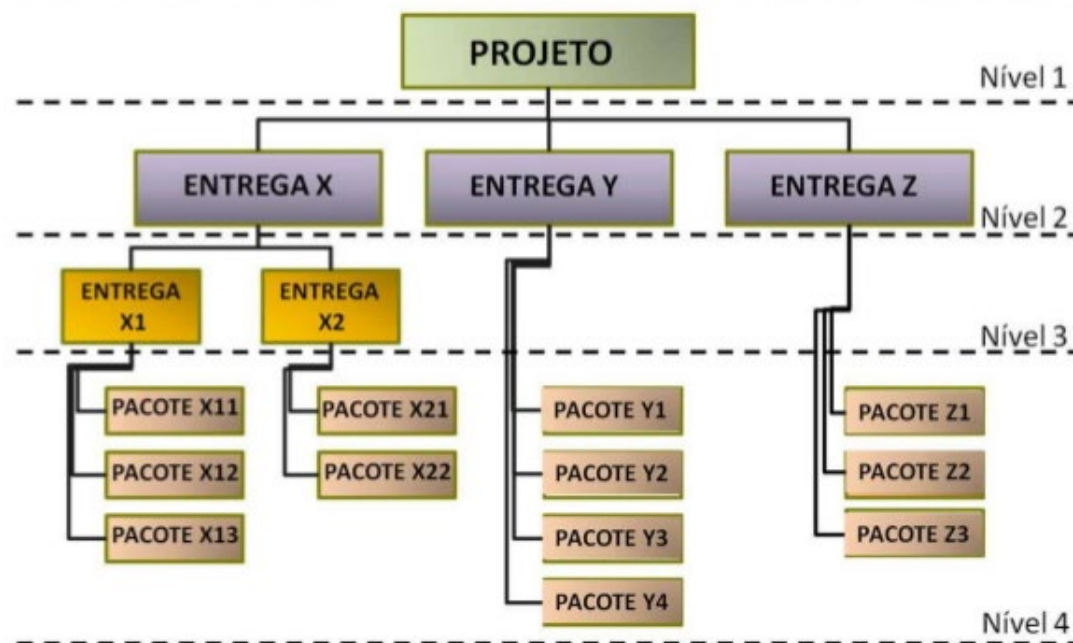 PROJETO
Nível 1
ENTREGA X
ENTREGA Y
ENTREGA Z
Nível 2
ENTREGA
X1
ENTREGA
X2
Nível 3
PACOTE X11
PACOTE X21
PACOTE Y1
PACOTE Z1
PACOTE X12
PACOTE X22
PACOTE Y2
PACOTE Z2
PACOTE X13
PACOTE Y3
PACOTE Z3
PACOTE Y4
Nível 4